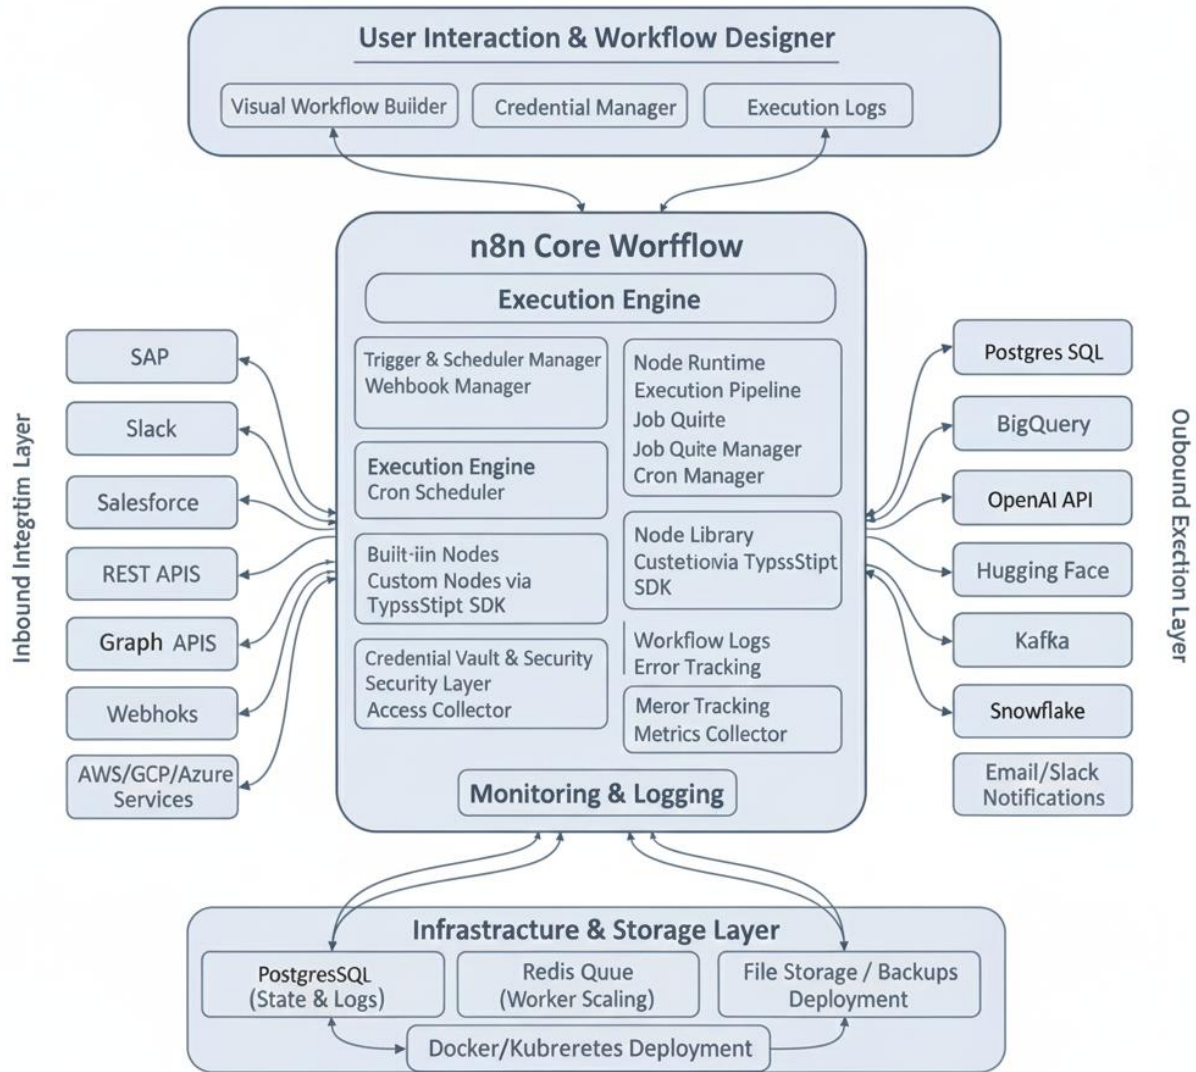 User Interaction & Workflow Designer
Visual Workflow Builder
Credential Manager
Execution Logs
n8n Core Worfflow
Execution Engine
Trigger & Scheduler Manager
Wehbook Manager
Execution Engine
Cron Scheduler
Built-iin Nodes
Custom Nodes via
TypssStipt SDK
Credential Vault & Security
Security Layer
Access Collector
Node Runtime
Execution Pipeline
Job Quite
Job Quite Manager
Cron Manager
Node Library
Custetiovia TypssStipt
SDK
Workflow Logs
Error Tracking
Meror Tracking
Metrics Collector
Monitoring & Logging
Inbound Integtim Layer
SAP
Slack
Salesforce
REST APIS
Graph APIS
Webhoks
AWS/GCP/Azure
Services
Postgres SQL
BigQuery
OpenAI API
Hugging Face
Kafka
Snowflake
Email/Slack
Notifications
Oubound Exection Layer
Infrastracture & Storage Layer
PostgresSQL
(State & Logs)
Redis Quue
(Worker Scaling)
File Storage / Backups
Deployment
Docker/Kubreretes Deployment